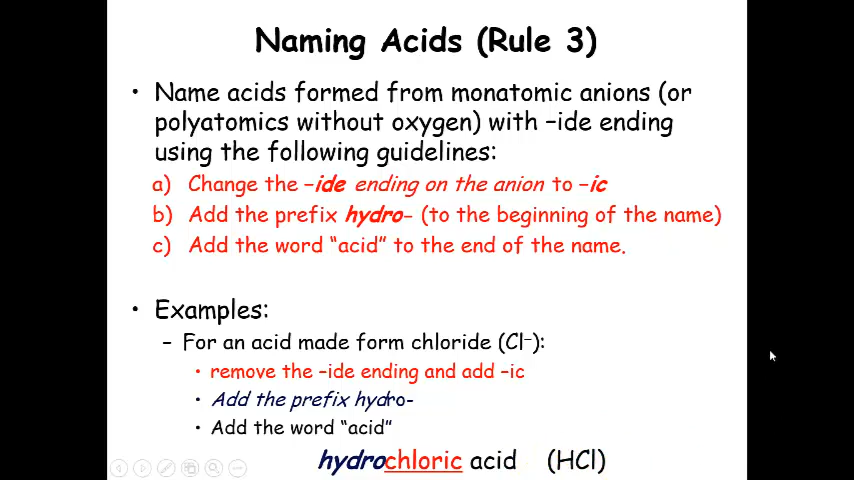 Naming Acids (Rule 3)
• Name acids formed from monatomic anions (or
polyatomics without oxygen) with –ide ending
using the following guidelines:
a) Change the –ide ending on the anion to –ic
b) Add the prefix hydro– (to the beginning of the name)
c) Add the word “acid” to the end of the name.
• Examples:
– For an acid made form chloride (Cl⁻):
• remove the –ide ending and add –ic
• Add the prefix hydro-
• Add the word “acid”
hydrochloric acid (HCl)